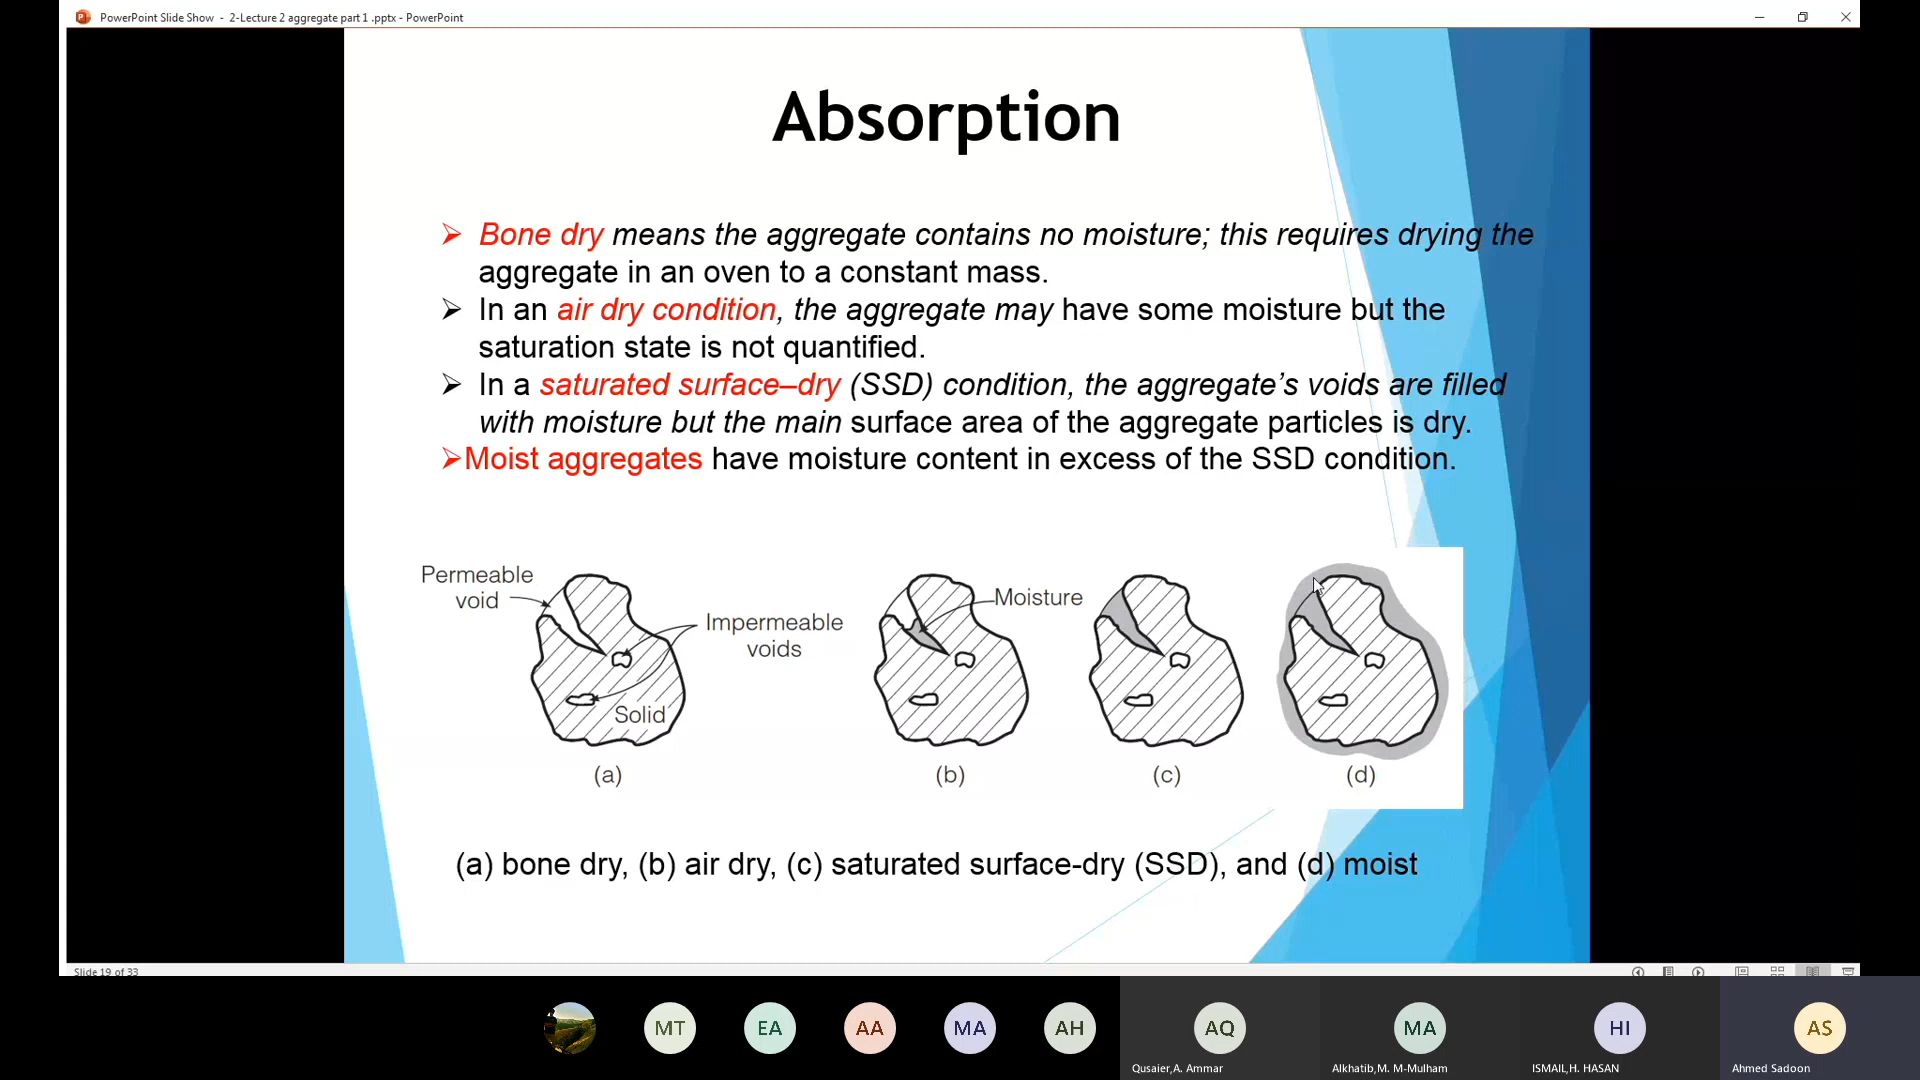 PowerPoint Slide Show - 2-Lecture 2 aggregate part 1 .pptx - PowerPoint
Absorption
➢ Bone dry means the aggregate contains no moisture; this requires drying the
aggregate in an oven to a constant mass.
➢ In an air dry condition, the aggregate may have some moisture but the
saturation state is not quantified.
➢ In a saturated surface–dry (SSD) condition, the aggregate’s voids are filled
with moisture but the main surface area of the aggregate particles is dry.
➢Moist aggregates have moisture content in excess of the SSD condition.
Permeable
void
Impermeable
voids
Solid
Moisture
(a)
(b)
(c)
(d)
(a) bone dry, (b) air dry, (c) saturated surface-dry (SSD), and (d) moist
Slide 19 of 33
MT
EA
AA
MA
AH
AQ
MA
HI
AS
Qusaier,A. Ammar
Alkhatib,M. M-Mulham
ISMAIL,H. HASAN
Ahmed Sadoon